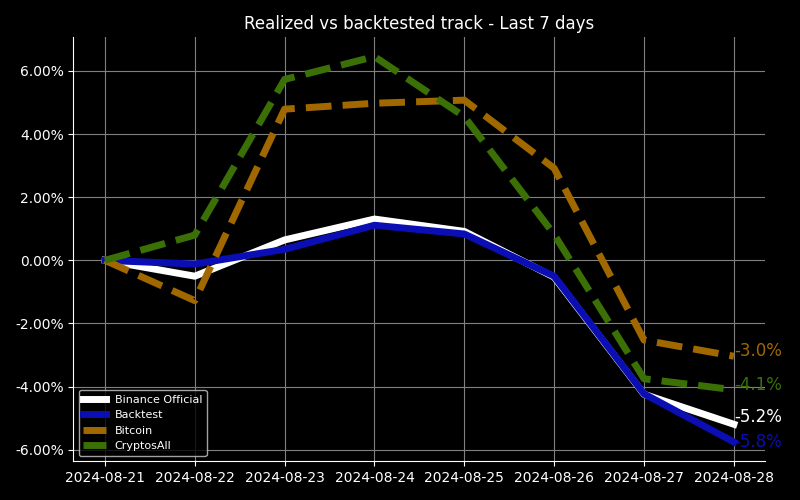 Realized vs backtested track - Last 7 days
6.00%
4.00%
2.00%
0.00%
-2.00%
-4.00%
-6.00%
-3.0%
-4.1%
-5.2%
-5.8%
Binance Official
Backtest
Bitcoin
CryptosAll
2024-08-21 2024-08-22 2024-08-23 2024-08-24 2024-08-25 2024-08-26 2024-08-27 2024-08-28